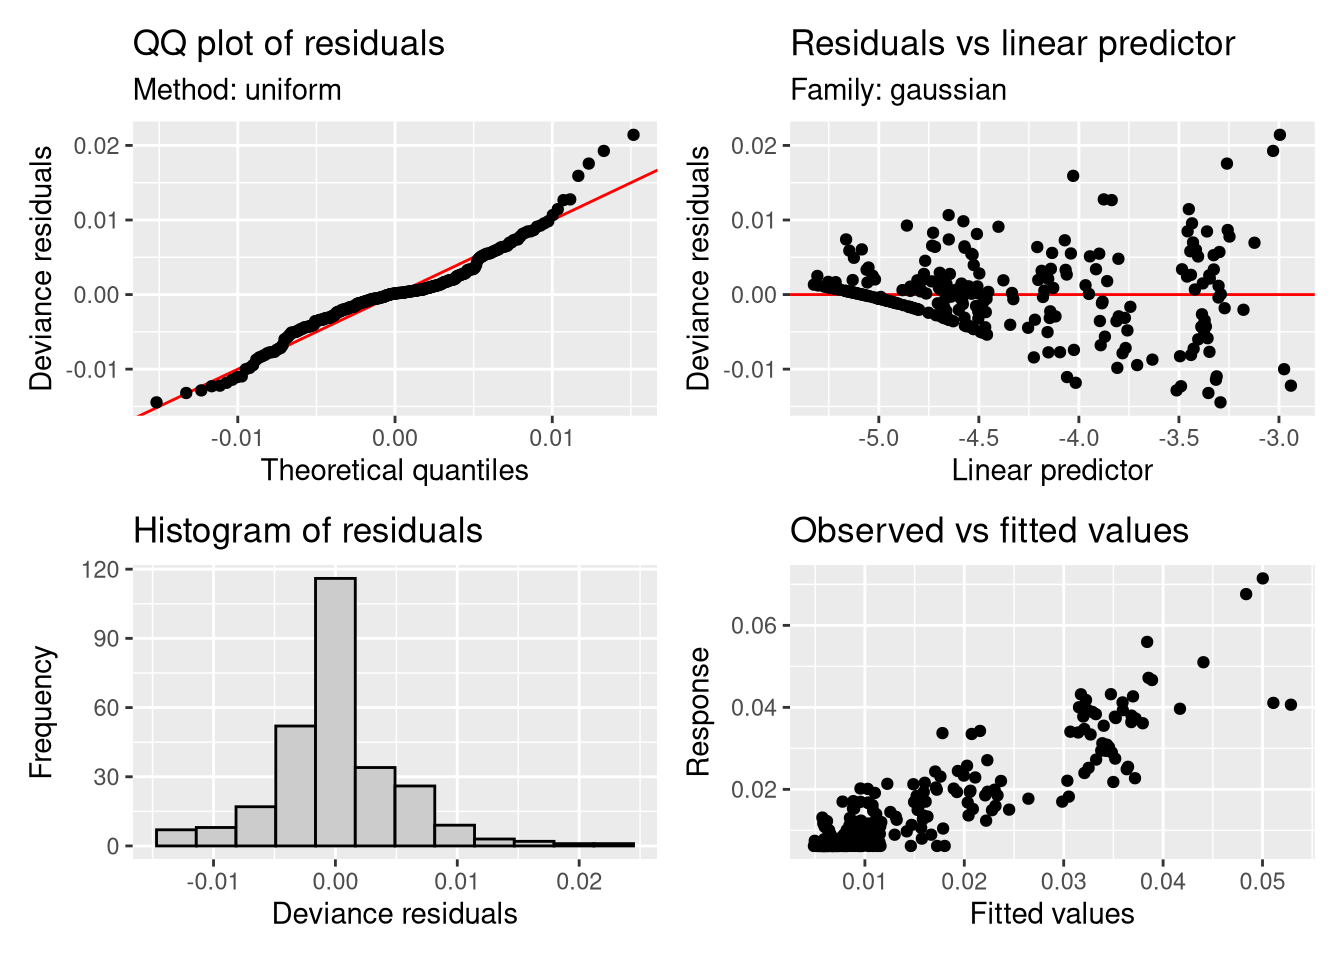 QQ plot of residuals
Method: uniform
Deviance residuals
0.02
0.01
0.00
-0.01
-0.01
0.00
0.01
Theoretical quantiles
Residuals vs linear predictor
Family: gaussian
Deviance residuals
0.02
0.01
0.00
-0.01
-5.0
-4.5
-4.0
-3.5
-3.0
Linear predictor
Histogram of residuals
Frequency
120
90
60
30
0
-0.01
0.00
0.01
0.02
Deviance residuals
Observed vs fitted values
Response
0.06
0.04
0.02
0.01
0.02
0.03
0.04
0.05
Fitted values